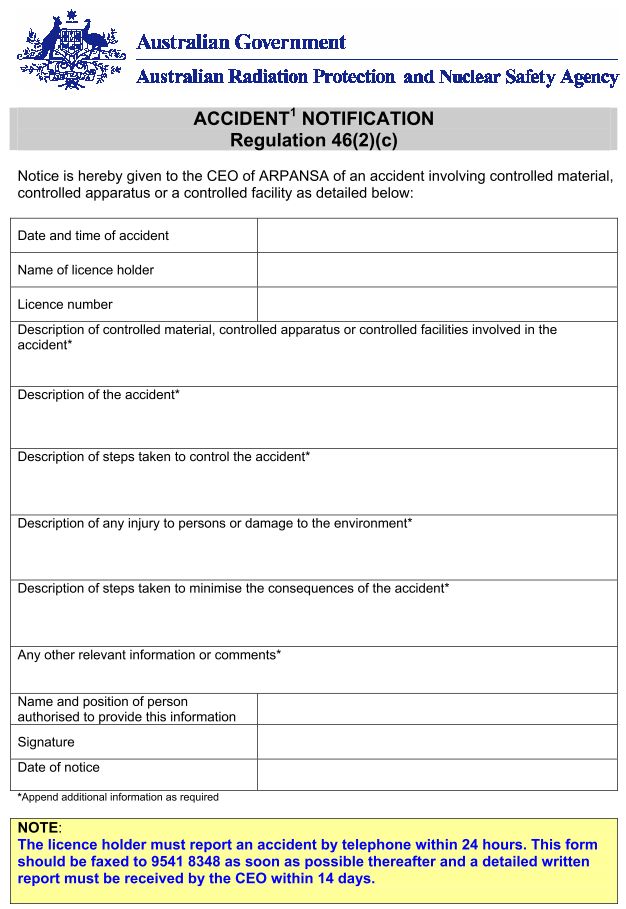 Australian Government
Australian Radiation Protection and Nuclear Safety Agency
ACCIDENT¹ NOTIFICATION
Regulation 46(2)(c)
Notice is hereby given to the CEO of ARPANSA of an accident involving controlled material,
controlled apparatus or a controlled facility as detailed below:
Date and time of accident
Name of licence holder
Licence number
Description of controlled material, controlled apparatus or controlled facilities involved in the
accident*
Description of the accident*
Description of steps taken to control the accident*
Description of any injury to persons or damage to the environment*
Description of steps taken to minimise the consequences of the accident*
Any other relevant information or comments*
Name and position of person
authorised to provide this information
Signature
Date of notice
*Append additional information as required
NOTE:
The licence holder must report an accident by telephone within 24 hours. This form
should be faxed to 9541 8348 as soon as possible thereafter and a detailed written
report must be received by the CEO within 14 days.